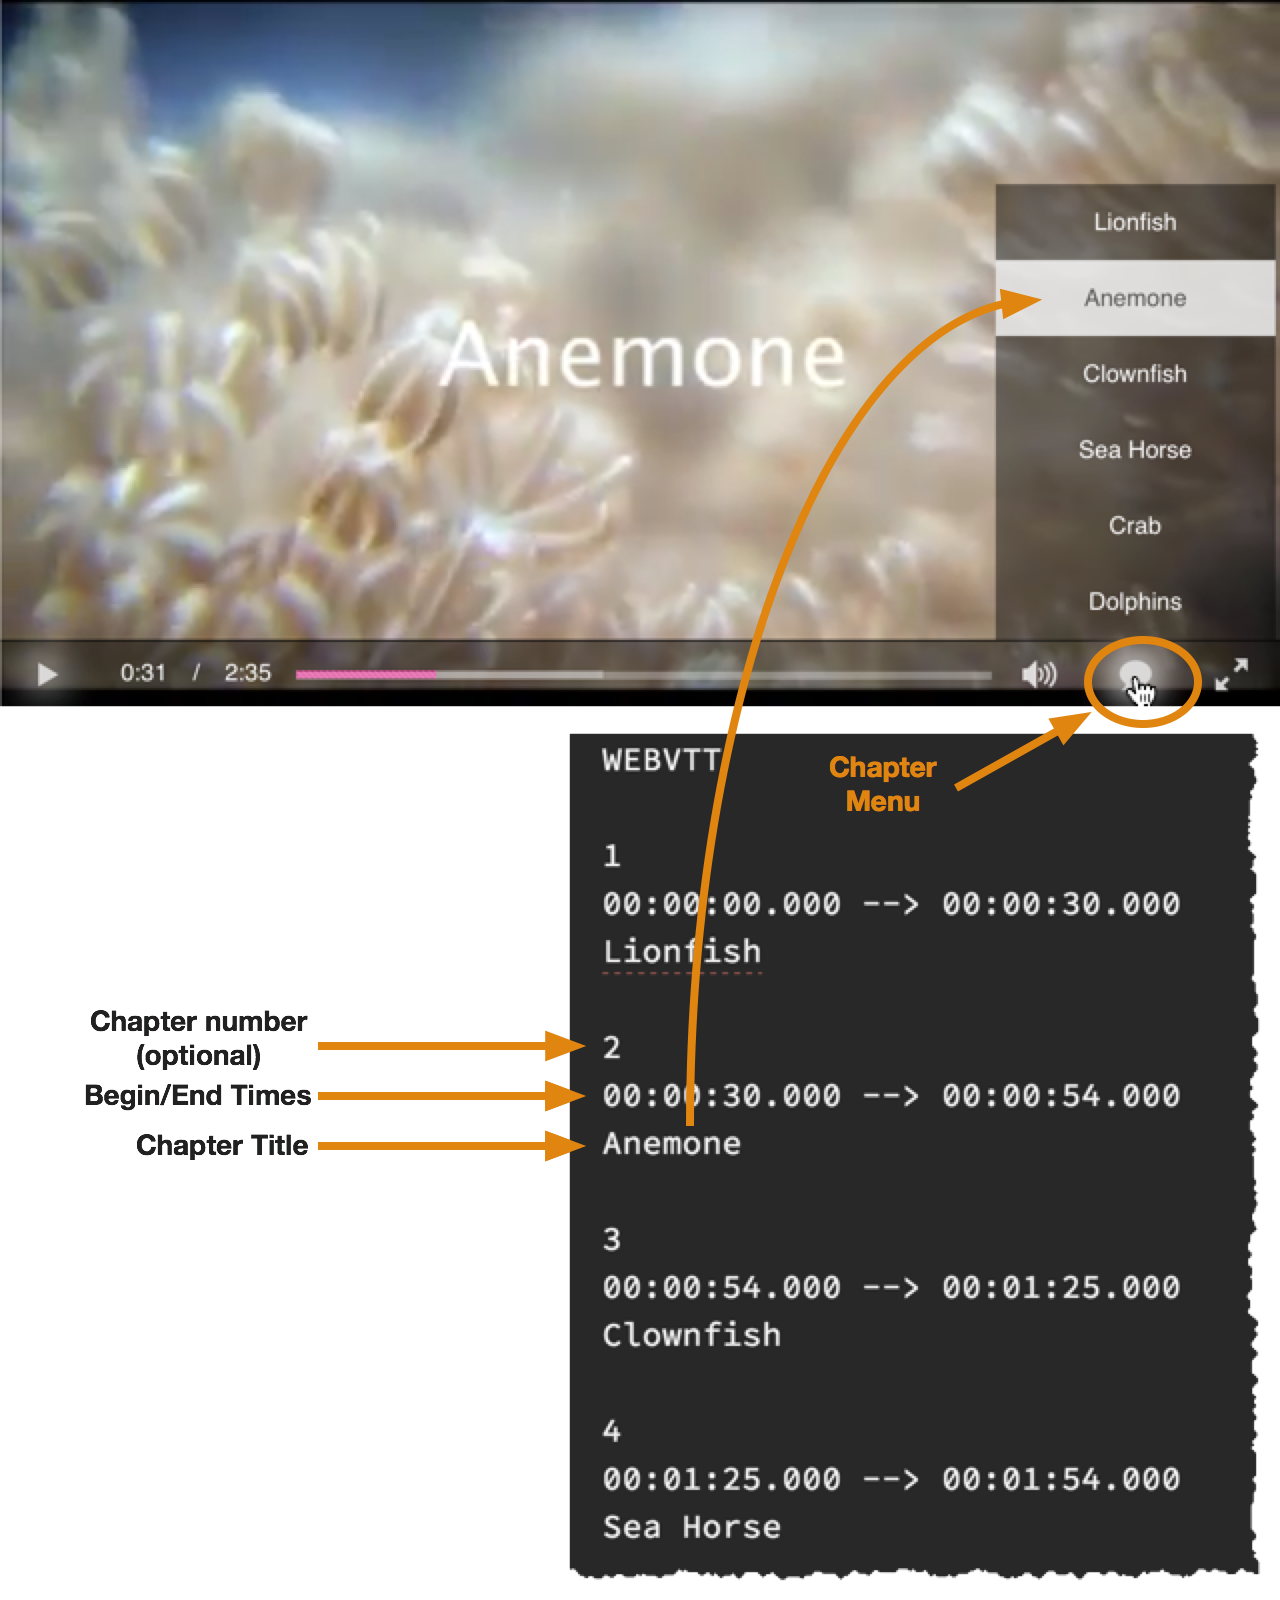 Lionfish
Anemone
Anemone
Clownfish
Sea Horse
Crab
Dolphins
0:31 / 2:35
Chapter
Menu
WEBVTT
1
00:00:00.000 --> 00:00:30.000
Lionfish
Chapter number
(optional)
2
Begin/End Times
00:00:30.000 --> 00:00:54.000
Chapter Title
Anemone
3
00:00:54.000 --> 00:01:25.000
Clownfish
4
00:01:25.000 --> 00:01:54.000
Sea Horse